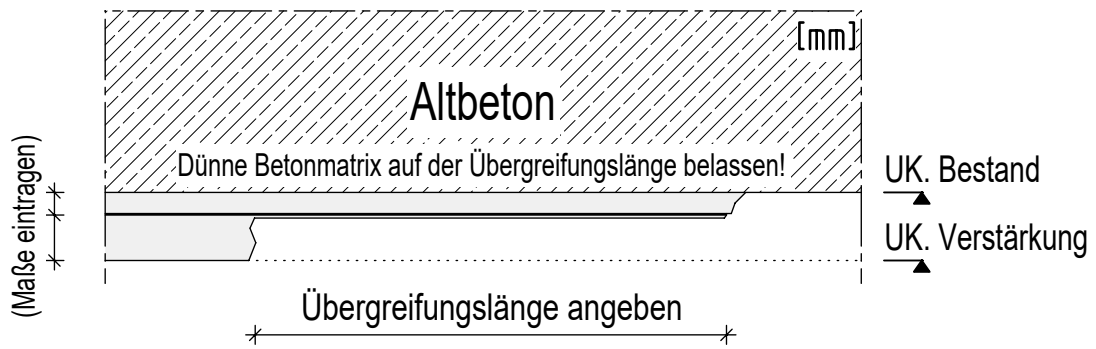 [mm]
Altbeton
Dünne Betonmatrix auf der Übergreifungslänge belassen!
UK. Bestand
UK. Verstärkung
(Maße eintragen)
Übergreifungslänge angeben